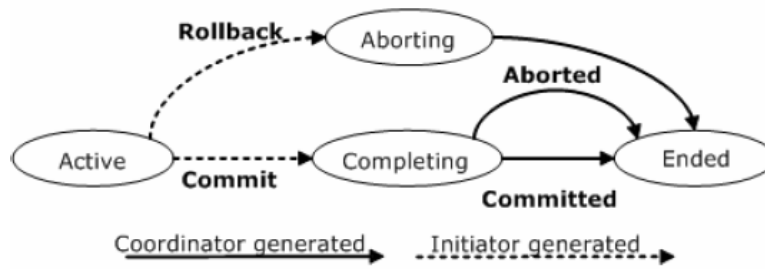 Rollback
Aborting
Aborted
Active
Completing
Ended
Commit
Committed
Coordinator generated
Initiator generated